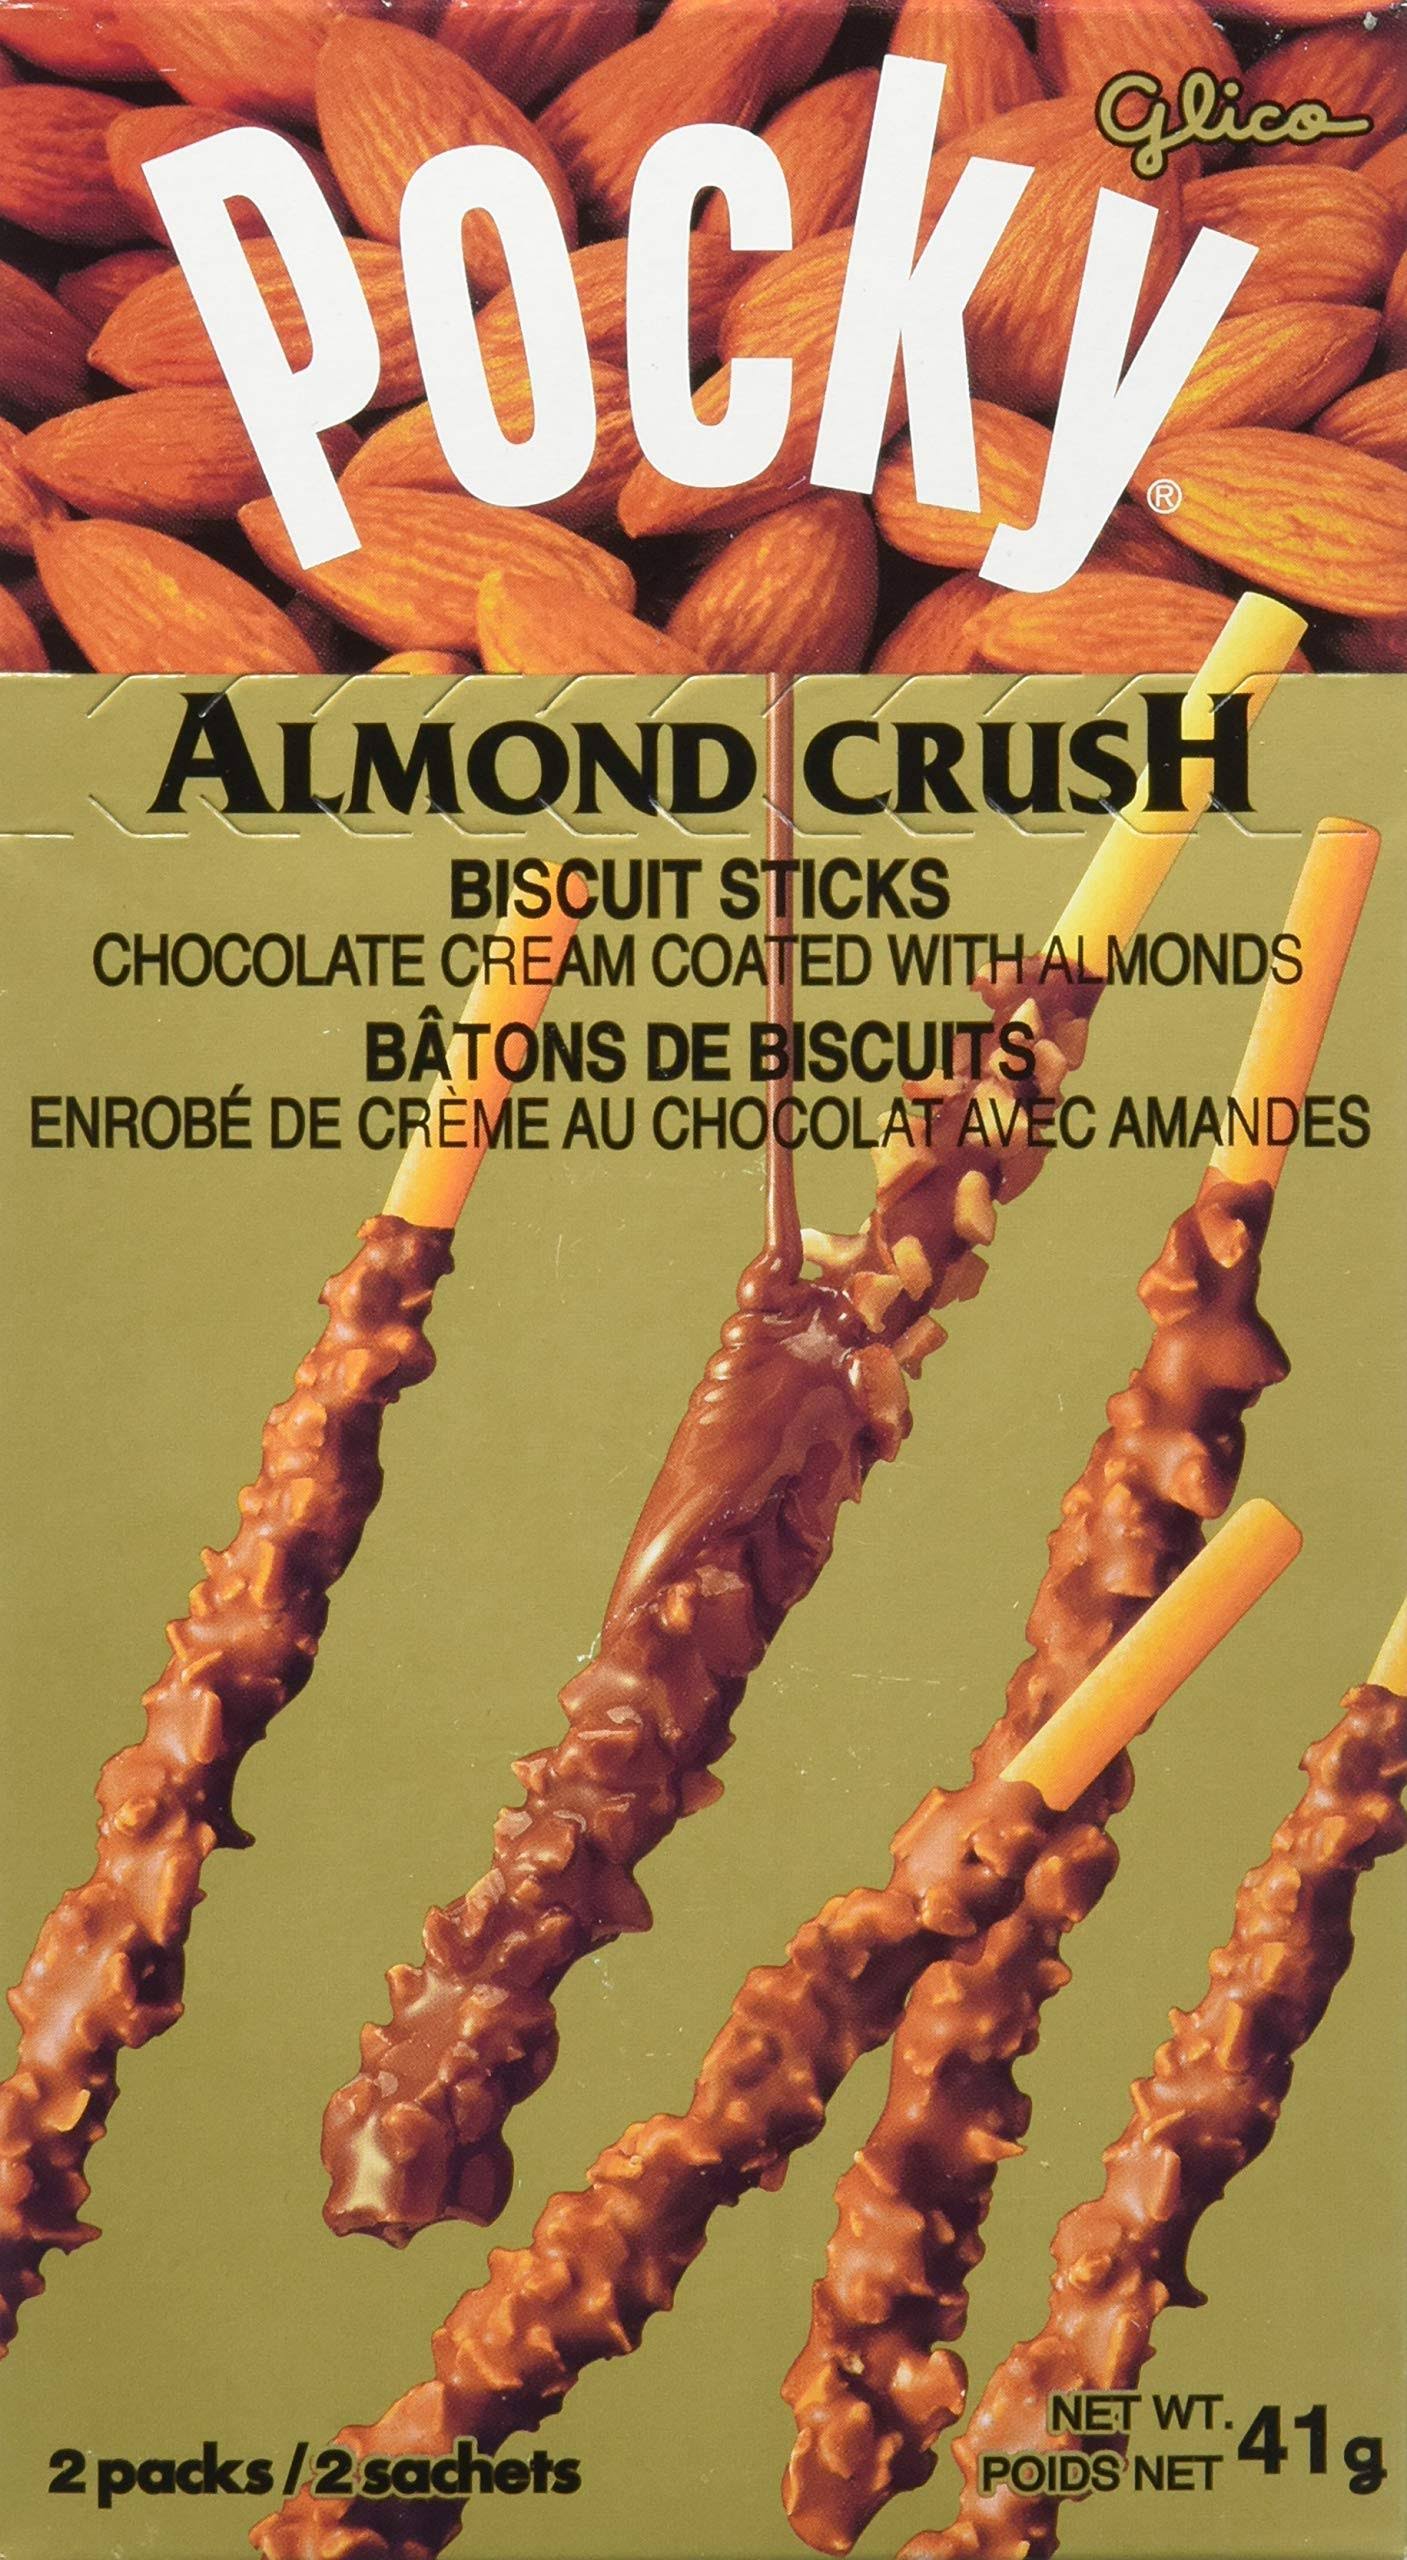 Glico
Pocky®
ALMOND CRUSH
BISCUIT STICKS
CHOCOLATE CREAM COATED WITH ALMONDS
BÂTONS DE BISCUITS
ENROBÉ DE CRÈME AU CHOCOLAT AVEC AMANDES
2 packs / 2 sachets
NET WT.
POIDS NET 41g